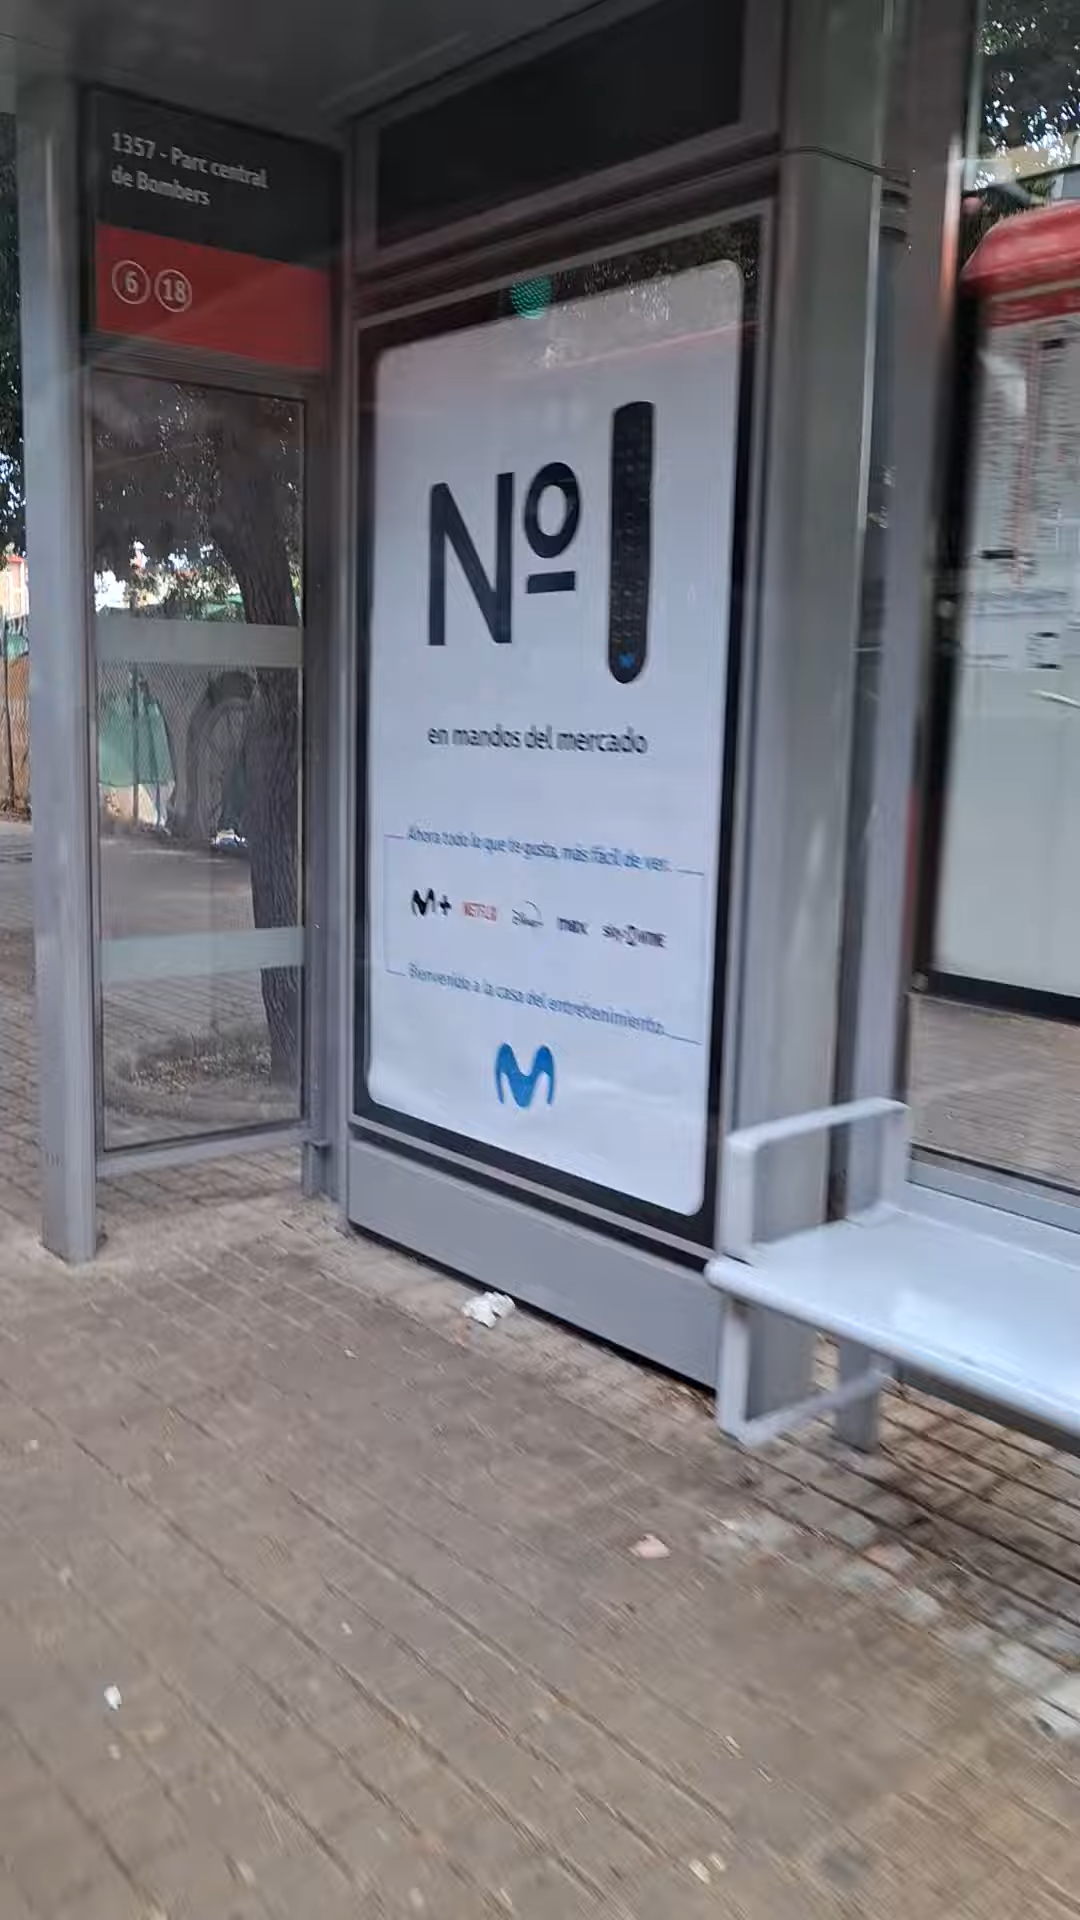 1357 - Parc central
de Bombers
6 18
Nº
en mandos del mercado
Ahora todo lo que te gusta, más fácil de ver.
M+ NETFLIX Disney+ max skySHOWTIME
Bienvenido a la casa del entretenimiento
M